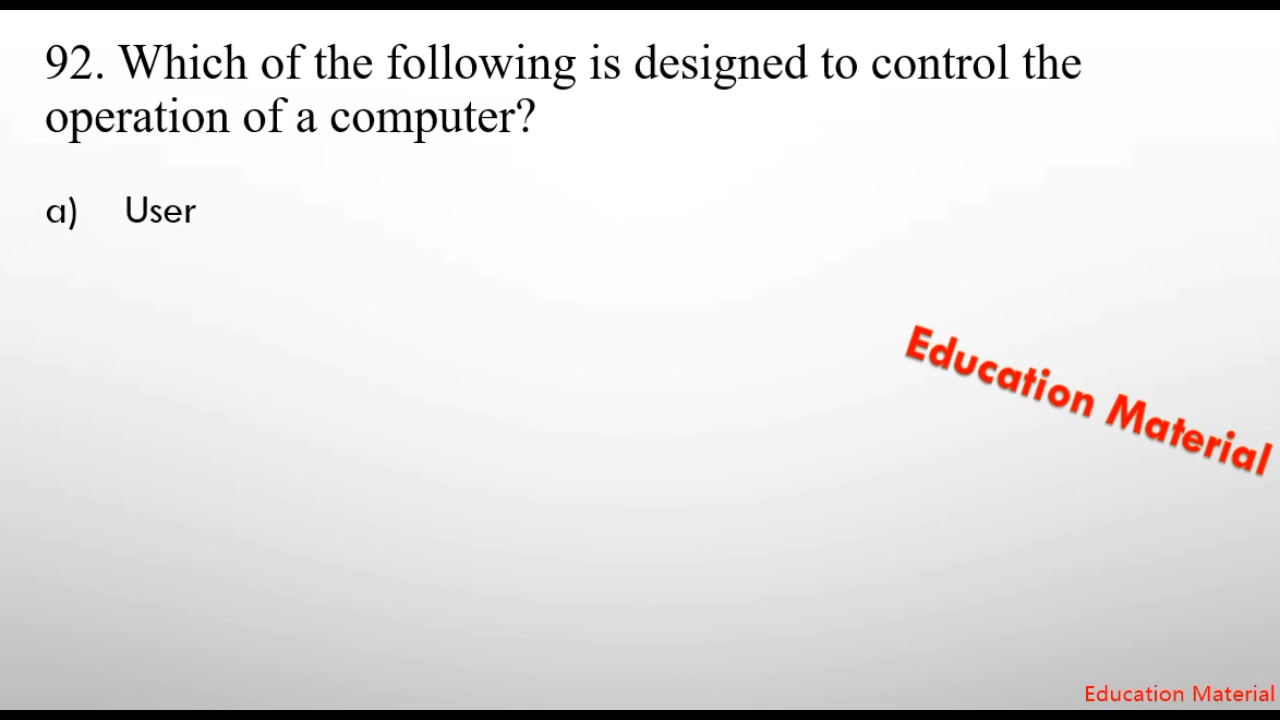 92. Which of the following is designed to control the
operation of a computer?
a) User
Education Material
Education Material